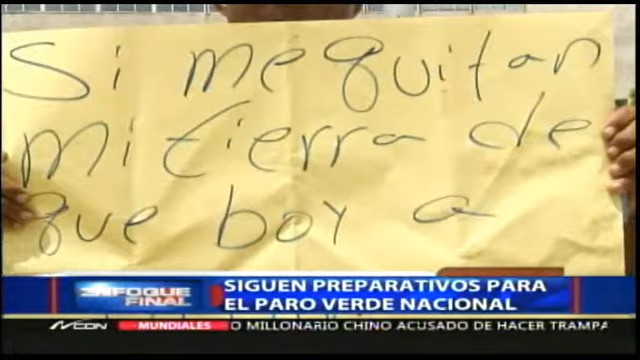 Si me quitan
mi tierra de
que boy a
ENFOQUE
FINAL
SIGUEN PREPARATIVOS PARA
EL PARO VERDE NACIONAL
MUNDIALES
O MILLONARIO CHINO ACUSADO DE HACER TRAMPA